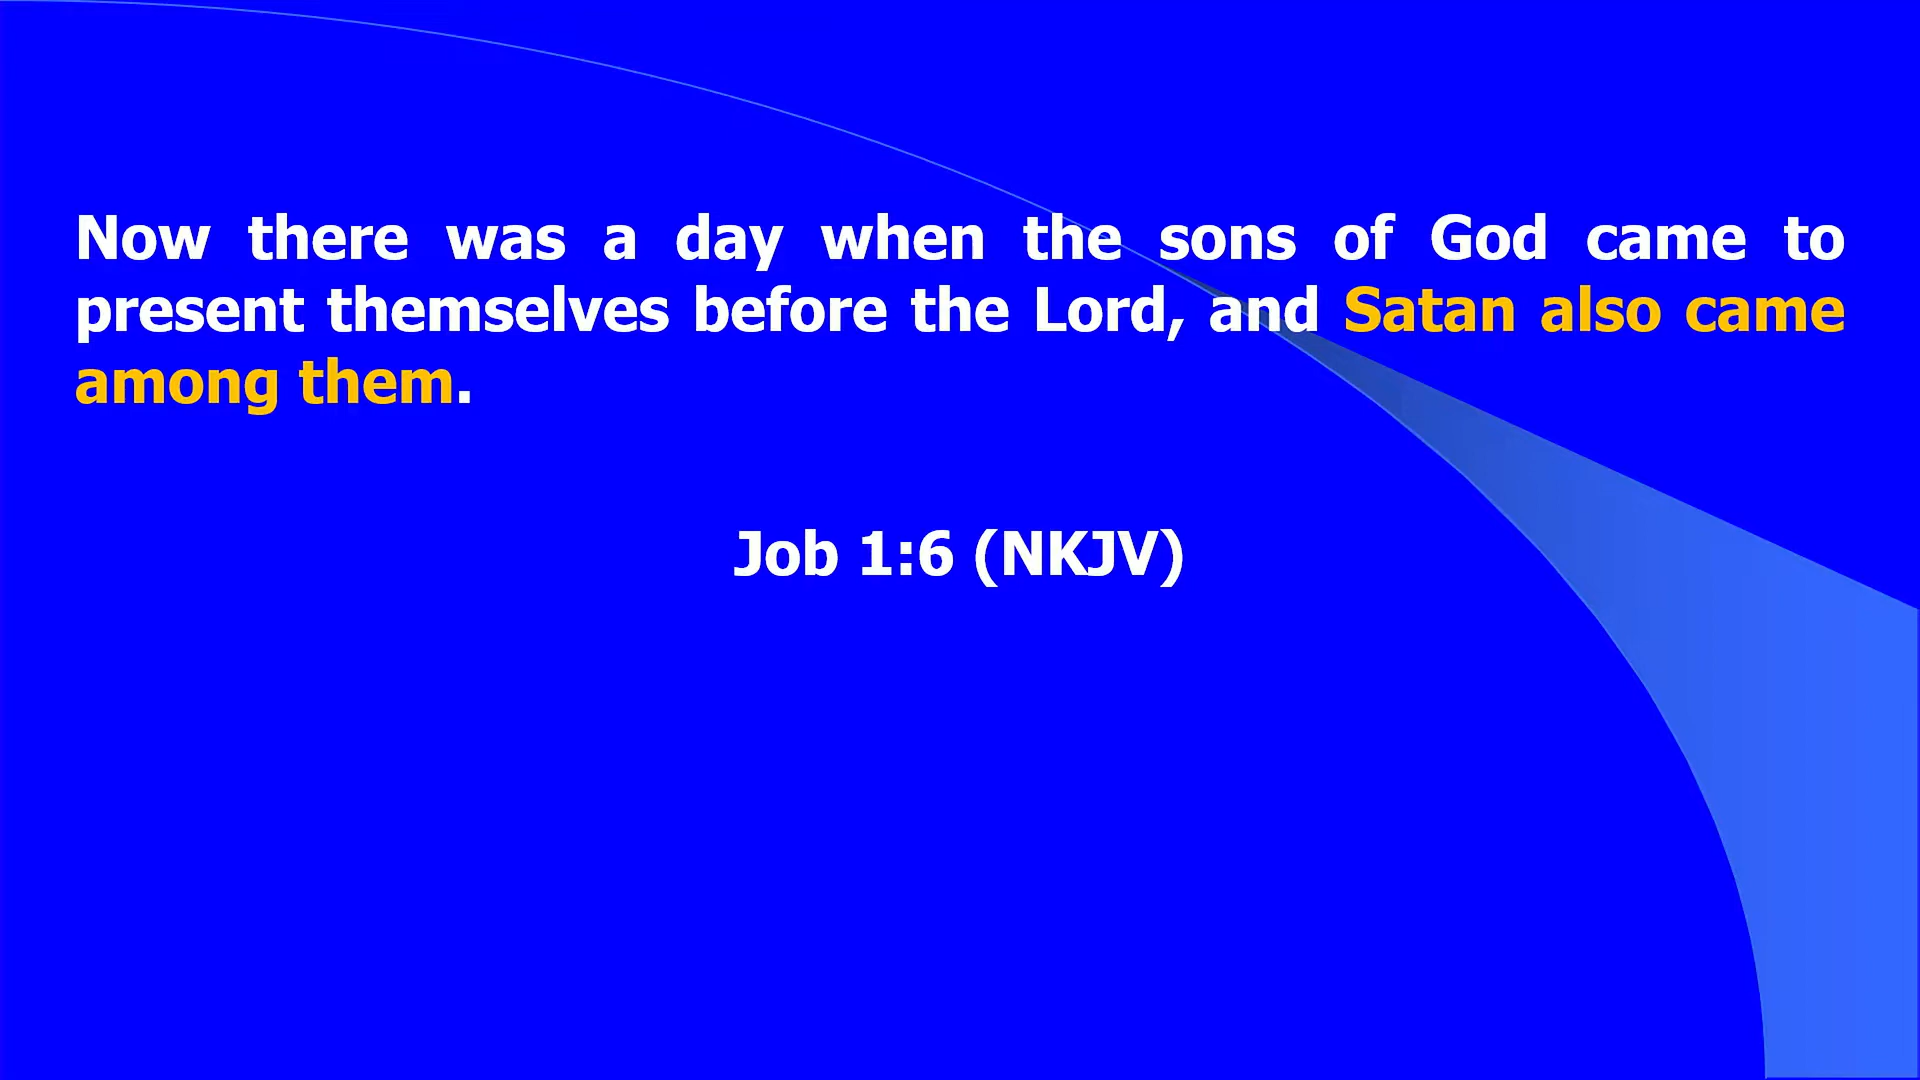 Now there was a day when the sons of God came to
present themselves before the Lord, and Satan also came
among them.
Job 1:6 (NKJV)